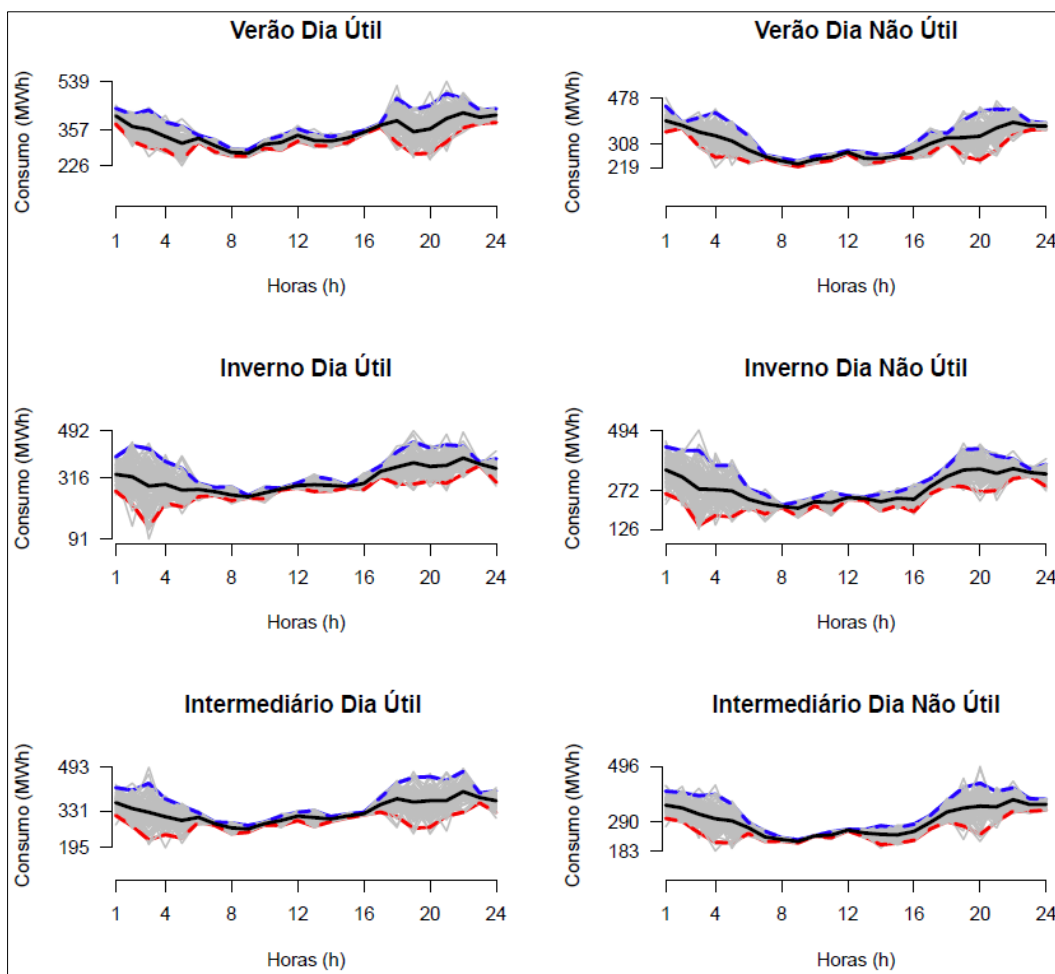 Verão Dia Útil
Consumo (MWh)
539
357
226
1 4 8 12 16 20 24
Horas (h)
Verão Dia Não Útil
Consumo (MWh)
478
308
219
1 4 8 12 16 20 24
Horas (h)
Inverno Dia Útil
Consumo (MWh)
492
316
91
1 4 8 12 16 20 24
Horas (h)
Inverno Dia Não Útil
Consumo (MWh)
494
272
126
1 4 8 12 16 20 24
Horas (h)
Intermediário Dia Útil
Consumo (MWh)
493
331
195
1 4 8 12 16 20 24
Horas (h)
Intermediário Dia Não Útil
Consumo (MWh)
496
290
183
1 4 8 12 16 20 24
Horas (h)